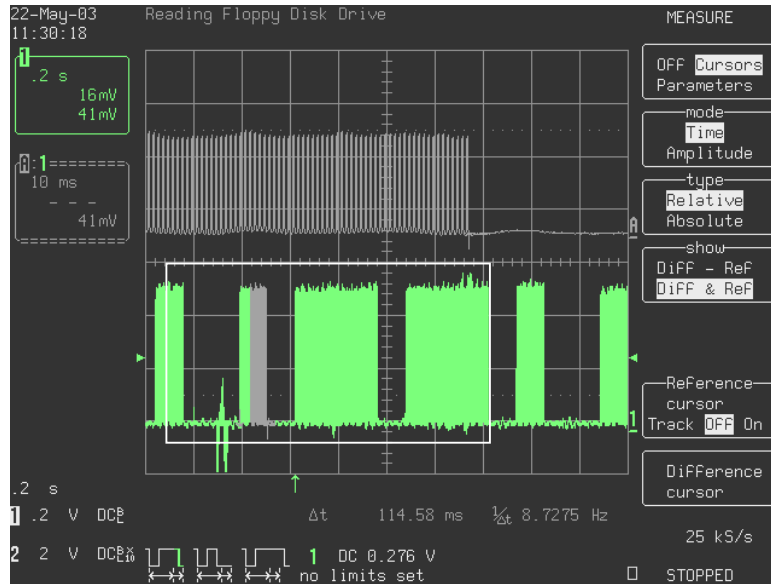 22-May-03
11:30:18
Reading Floppy Disk Drive
1
.2 s
16mV
41mV
A:1
10 ms
- - -
41mV
A
1
MEASURE
OFF Cursors
Parameters
mode
Time
Amplitude
type
Relative
Absolute
show
Diff - Ref
Diff & Ref
Reference
cursor
Track OFF On
Difference
cursor
.2 s
1 .2 V DC
Δt 114.58 ms 1/Δt 8.7275 Hz
2 2 V DC x10
1 DC 0.276 V
no limits set
25 kS/s
STOPPED